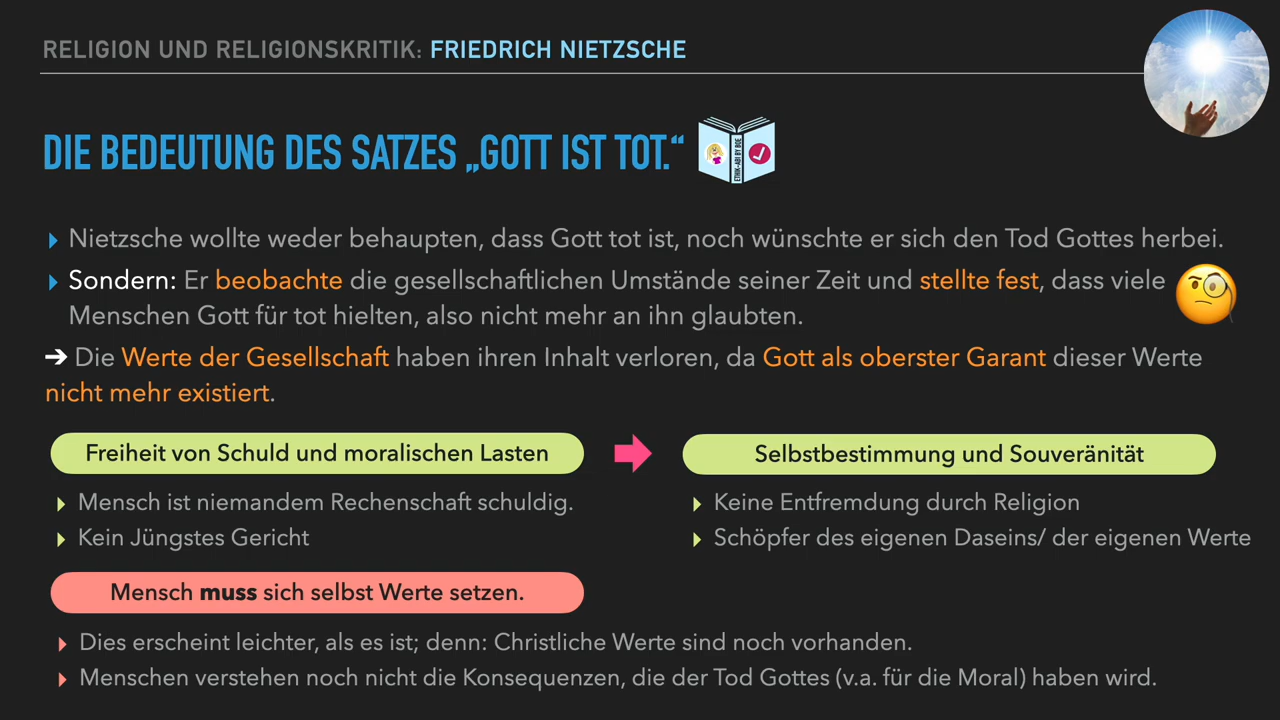 RELIGION UND RELIGIONSKRITIK: FRIEDRICH NIETZSCHE
DIE BEDEUTUNG DES SATZES „GOTT IST TOT.“
ETHIK-ABI BY BOE
Nietzsche wollte weder behaupten, dass Gott tot ist, noch wünschte er sich den Tod Gottes herbei.
Sondern: Er beobachte die gesellschaftlichen Umstände seiner Zeit und stellte fest, dass viele
Menschen Gott für tot hielten, also nicht mehr an ihn glaubten.
➔ Die Werte der Gesellschaft haben ihren Inhalt verloren, da Gott als oberster Garant dieser Werte
nicht mehr existiert.
Freiheit von Schuld und moralischen Lasten
Mensch ist niemandem Rechenschaft schuldig.
Kein Jüngstes Gericht
Selbstbestimmung und Souveränität
Keine Entfremdung durch Religion
Schöpfer des eigenen Daseins/ der eigenen Werte
Mensch muss sich selbst Werte setzen.
Dies erscheint leichter, als es ist; denn: Christliche Werte sind noch vorhanden.
Menschen verstehen noch nicht die Konsequenzen, die der Tod Gottes (v.a. für die Moral) haben wird.